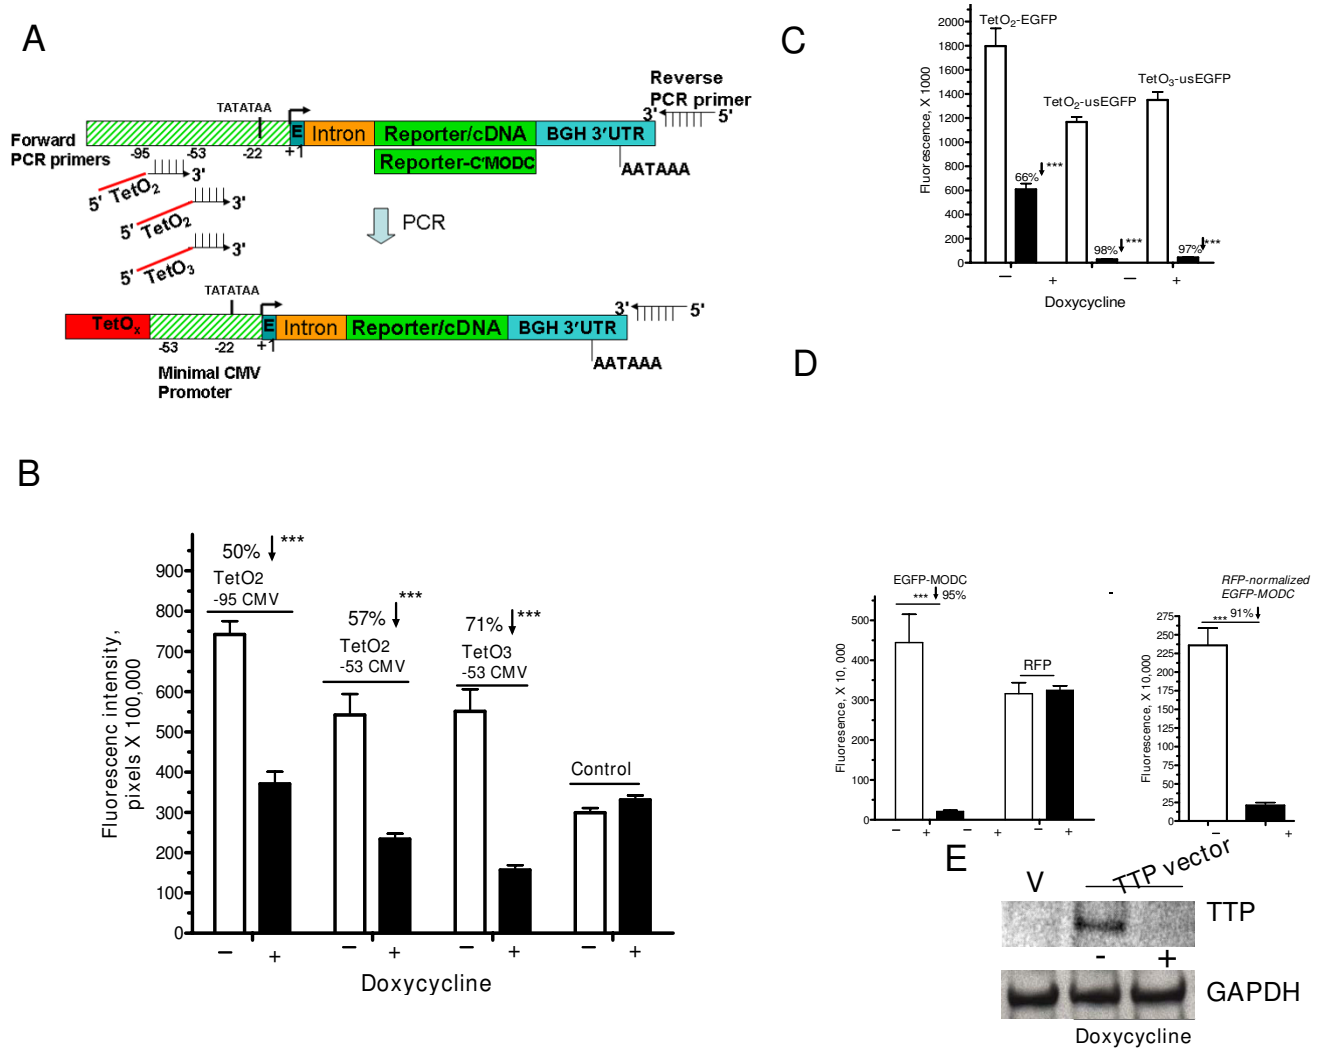 A
Reverse
PCR primer
TATATAA
3' 5'
E Intron Reporter/cDNA BGH 3'UTR
Forward
PCR primers
-95 -53 -22 +1
Reporter-C'MODC
AATAAA
5' TetO2 3'
5' TetO2 3'
PCR
5' TetO3 3'
TATATAA
3' 5'
TetOx E Intron Reporter/cDNA BGH 3'UTR
-53 -22 +1
AATAAA
Minimal CMV
Promoter
B
Fluorescenc intensity,
pixels X 100,000
900
800
700
600
500
400
300
200
100
0
50% ***
TetO2
-95 CMV
57% ***
TetO2
-53 CMV
71% ***
TetO3
-53 CMV
Control
– + – + – + – +
Doxycycline
C
Fluorescence, X 1000
2000
1800
1600
1400
1200
1000
800
600
400
200
0
TetO2-EGFP
TetO2-usEGFP
TetO3-usEGFP
66% ***
98% ***
97% ***
– + – +
Doxycycline
D
Fluoresence, X 10, 000
500
400
300
200
100
0
EGFP-MODC
*** 95%
RFP
– + – + – +
-
Fluorescence, X 10,000
275
250
225
200
175
150
125
100
75
50
25
0
RFP-normalized
EGFP-MODC
*** 91%
– +
E
V TTP vector
TTP
- +
GAPDH
Doxycycline